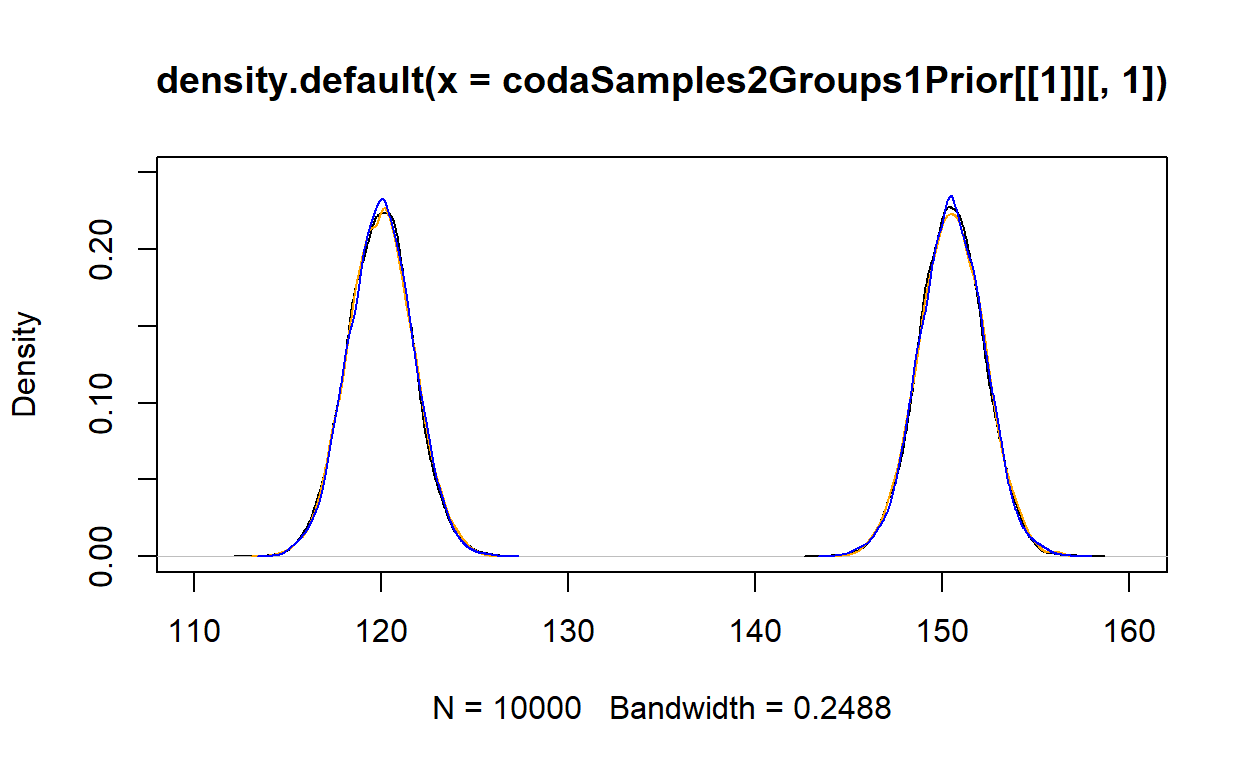 density.default(x = codaSamples2Groups1Prior[[1]][, 1])
Density
0.20
0.10
0.00
110 120 130 140 150 160
N = 10000 Bandwidth = 0.2488